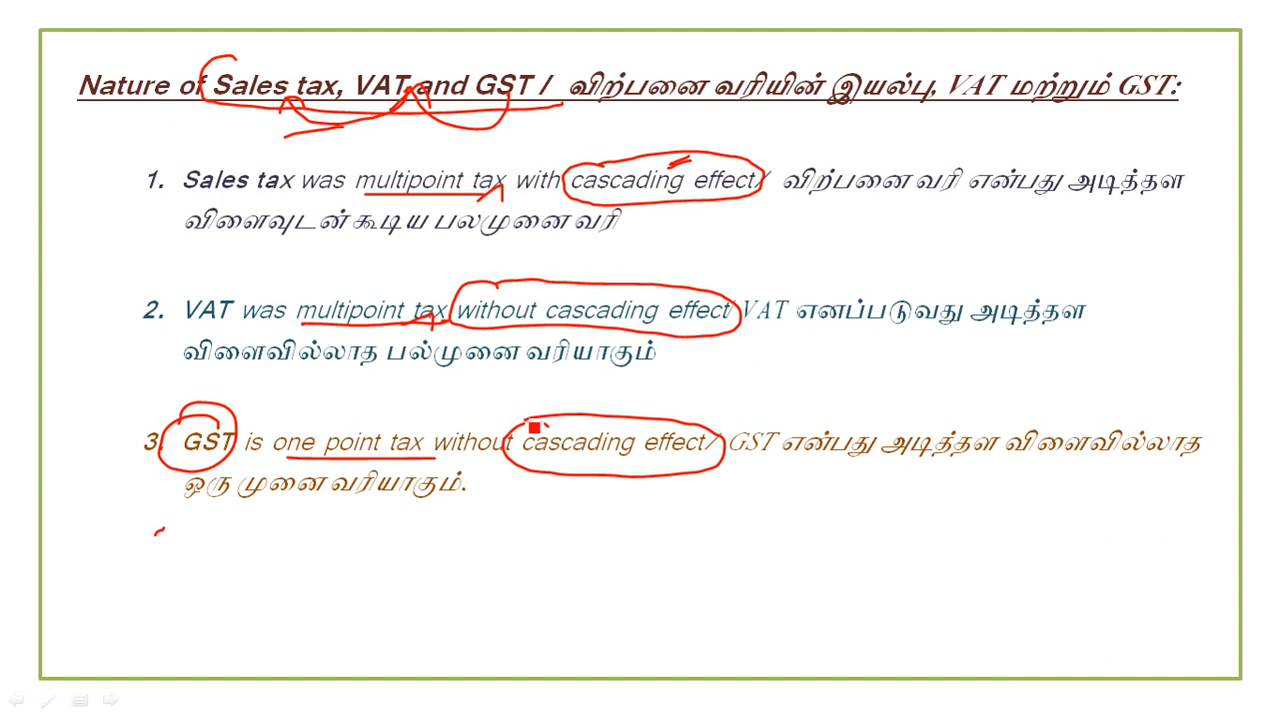 Nature of Sales tax, VAT and GST / விற்பனை வரியின் இயல்பு, VAT மற்றும் GST:
1. Sales tax was multipoint tax with cascading effect/ விற்பனை வரி என்பது அடித்தள
விளைவுடன் கூடிய பலமுனை வரி
2. VAT was multipoint tax without cascading effect/ VAT எனப்படுவது அடித்தள
விளைவில்லாத பல்முனை வரியாகும்
3. GST is one point tax without cascading effect/ GST என்பது அடித்தள விளைவில்லாத
ஒரு முனை வரியாகும்.